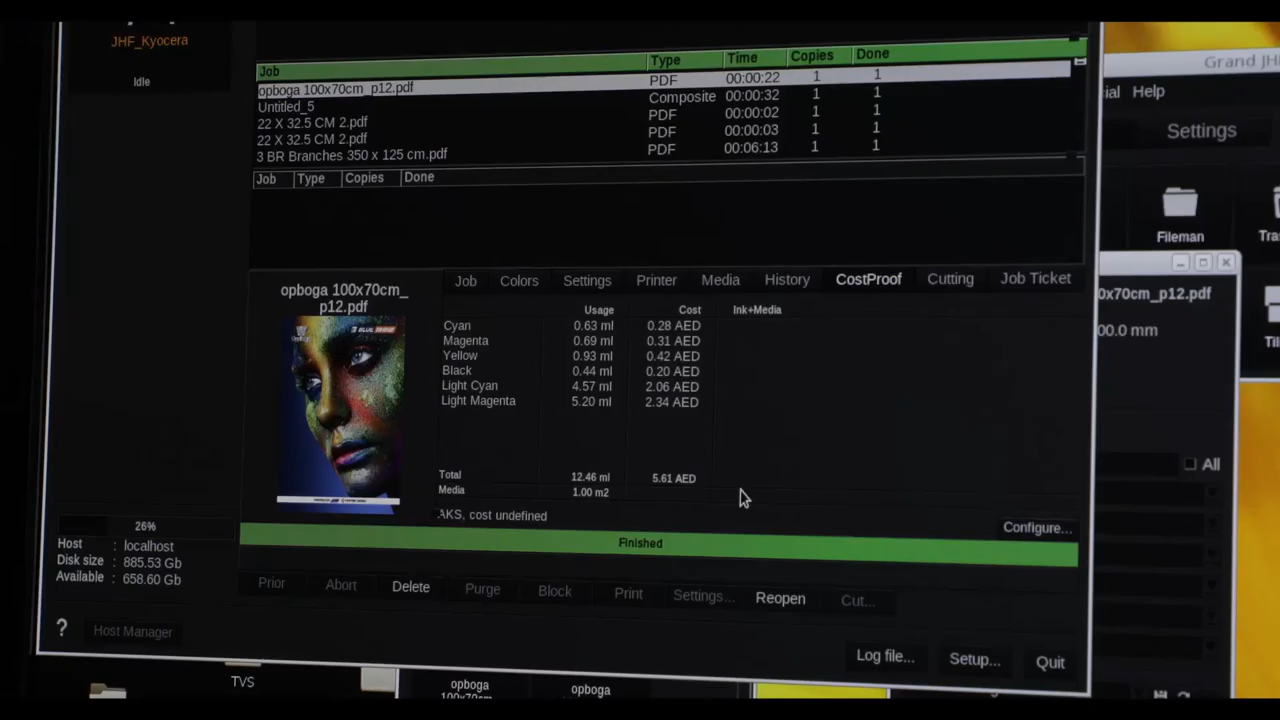 JHF_Kyocera
Idle
Job Type Time Copies Done
opboga 100x70cm_p12.pdf PDF 00:00:22 1 1
Untitled_5 Composite 00:00:32 1 1
22 X 32.5 CM 2.pdf PDF 00:00:02 1 1
22 X 32.5 CM 2.pdf PDF 00:00:03 1 1
3 BR Branches 350 x 125 cm.pdf PDF 00:06:13 1 1
Job Type Copies Done
opboga 100x70cm_
p12.pdf
Job Colors Settings Printer Media History CostProof Cutting Job Ticket
Usage Cost Ink+Media
Cyan 0.63 ml 0.28 AED
Magenta 0.69 ml 0.31 AED
Yellow 0.93 ml 0.42 AED
Black 0.44 ml 0.20 AED
Light Cyan 4.57 ml 2.06 AED
Light Magenta 5.20 ml 2.34 AED
Total 12.46 ml 5.61 AED
Media 1.00 m2
AKS, cost undefined
Configure...
Finished
26%
Host : localhost
Disk size : 885.53 Gb
Available : 658.60 Gb
Prior Abort Delete Purge Block Print Settings... Reopen Cut...
? Host Manager
Log file... Setup... Quit
Grand JH
ial Help
Settings
Fileman Tra
0x70cm_p12.pdf
00.0 mm
All
TVS
opboga
opboga